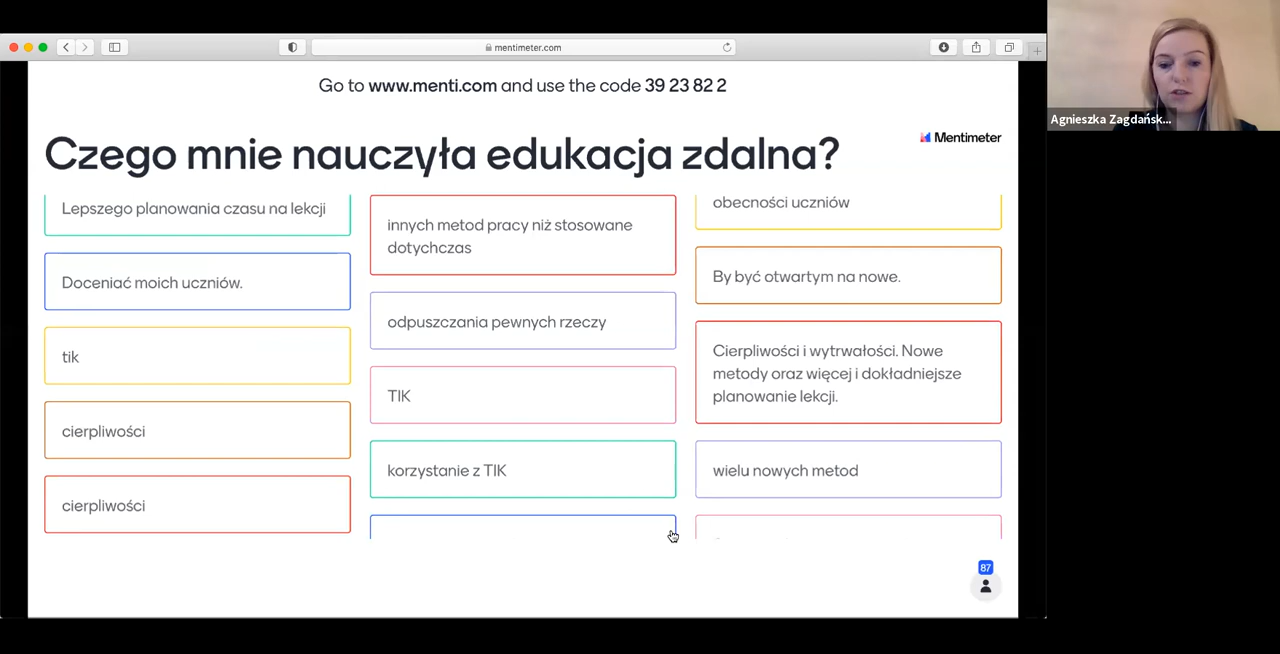 mentimeter.com
Go to www.menti.com and use the code 39 23 82 2
Czego mnie nauczyła edukacja zdalna?
Mentimeter
Lepszego planowania czasu na lekcji
Doceniać moich uczniów.
tik
cierpliwości
cierpliwości
innych metod pracy niż stosowane
dotychczas
odpuszczania pewnych rzeczy
TIK
korzystanie z TIK
obecności uczniów
By być otwartym na nowe.
Cierpliwości i wytrwałości. Nowe
metody oraz więcej i dokładniejsze
planowanie lekcji.
wielu nowych metod
87
Agnieszka Zagdańsk...